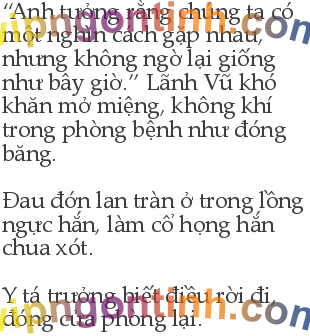 “Anh tưởng rằng chúng ta có
một nghìn cách gặp nhau,
nhưng không ngờ lại giống
như bây giờ.” Lãnh Vũ khó
khăn mở miệng, không khí
trong phòng bệnh như đóng
băng.
Đau đớn lan tràn ở trong lồng
ngực hắn, làm cổ họng hắn
chua xót.
Y tá trưởng biết điều rời đi,
đóng cửa phòng lại.